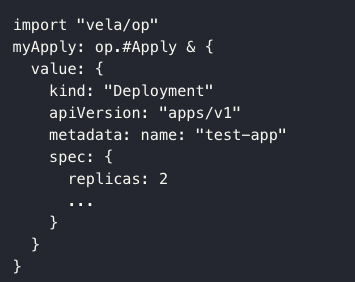 import "vela/op"
myApply: op.#Apply & {
  value: {
    kind: "Deployment"
    apiVersion: "apps/v1"
    metadata: name: "test-app"
    spec: {
      replicas: 2
      ...
    }
  }
}